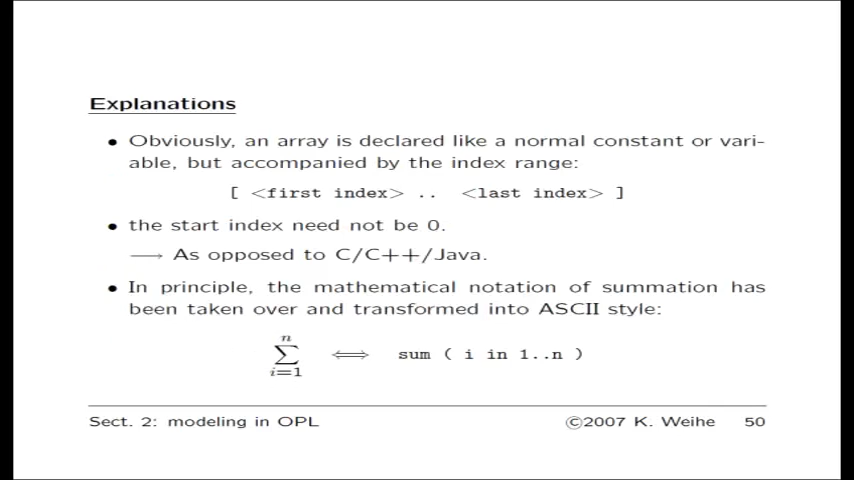 Explanations
• Obviously, an array is declared like a normal constant or vari-
able, but accompanied by the index range:
[ <first index> .. <last index> ]
• the start index need not be 0.
⟶ As opposed to C/C++/Java.
• In principle, the mathematical notation of summation has
been taken over and transformed into ASCII style:
n
∑ ⟺ sum ( i in 1..n )
i=1
Sect. 2: modeling in OPL ©2007 K. Weihe 50